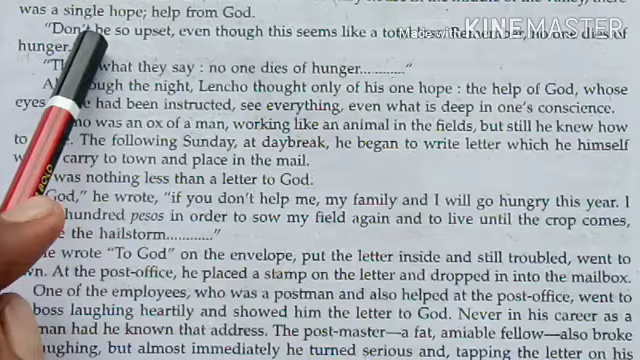 was a single hope; help from God.
"Don't be so upset, even though this seems like a total Remember, no one dies of
Made with KINEMASTER
hunger.
what they say : no one dies of hunger............"
ough the night, Lencho thought only of his one hope : the help of God, whose
eyes had been instructed, see everything, even what is deep in one's conscience.
was an ox of a man, working like an animal in the fields, but still he knew how
to The following Sunday, at daybreak, he began to write letter which he himself
carry to town and place in the mail.
was nothing less than a letter to God.
God," he wrote, "if you don't help me, my family and I will go hungry this year. I
hundred pesos in order to sow my field again and to live until the crop comes,
the hailstorm............"
wrote "To God" on the envelope, put the letter inside and still troubled, went to
At the post-office, he placed a stamp on the letter and dropped in into the mailbox.
One of the employees, who was a postman and also helped at the post-office, went to
boss laughing heartily and showed him the letter to God. Never in his career as a
man had he known that address. The post-master—a fat, amiable fellow—also broke
ughing, but almost immediately he turned serious and, tapping the letter on his